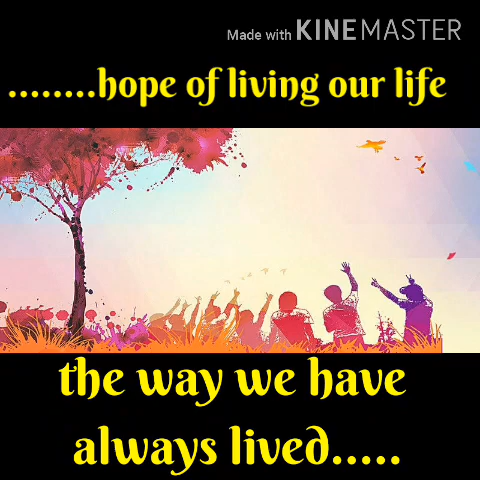 Made with KINEMASTER
........hope of living our life
the way we have
always lived.....